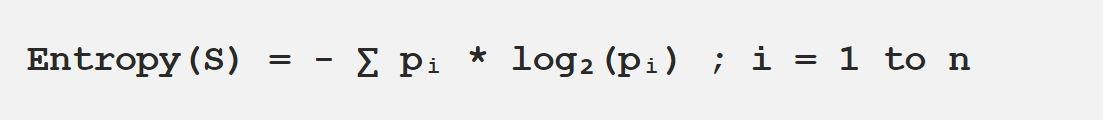 Entropy(S) = - ∑ pᵢ * log₂(pᵢ) ; i = 1 to n